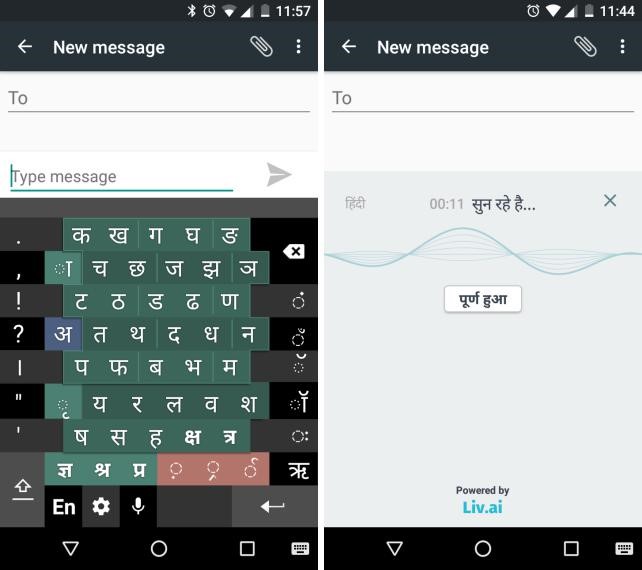 11:57
New message
To
Type message
. क ख ग घ ङ
, ा च छ ज झ ञ
! ट ठ ड ढ ण ं
? अ त थ द ध न ँ
। प फ ब भ म ॅ
" ृ य र ल व श ॉ
' ष स ह क्ष त्र ः
ज्ञ श्र प्र ़ ्र र् ऋ
En
11:44
New message
To
हिंदी 00:11 सुन रहे है...
पूर्ण हुआ
Powered by
Liv.ai